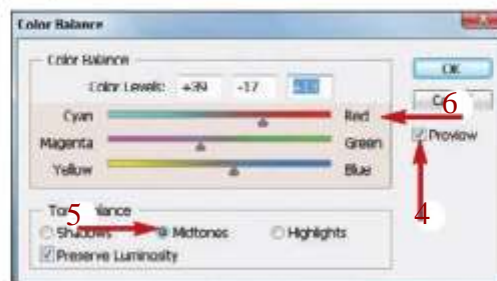 Color Balance
Color Balance
Color Levels: +39 -17 +13
OK
Cyan Red 6
Magenta Green
Preview
Yellow Blue
4
5
Midtones Highlights
Preserve Luminosity